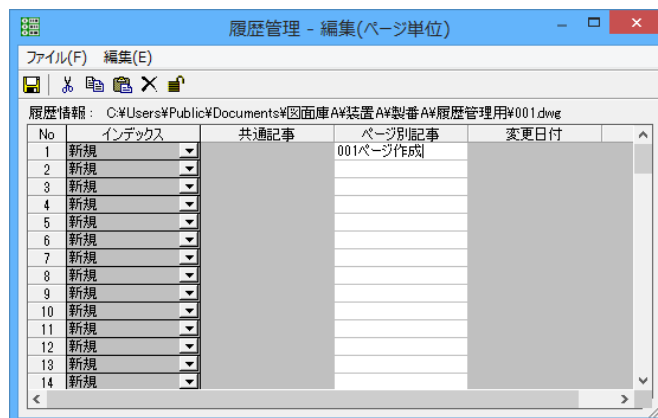 履歴管理 - 編集(ページ単位)
ファイル(F) 編集(E)
履歴情報： C:¥Users¥Public¥Documents¥図面庫A¥装置A¥製番A¥履歴管理用¥001.dwg
No インデックス 共通記事 ページ別記事 変更日付
1 新規 001ページ作成
2 新規
3 新規
4 新規
5 新規
6 新規
7 新規
8 新規
9 新規
10 新規
11 新規
12 新規
13 新規
14 新規